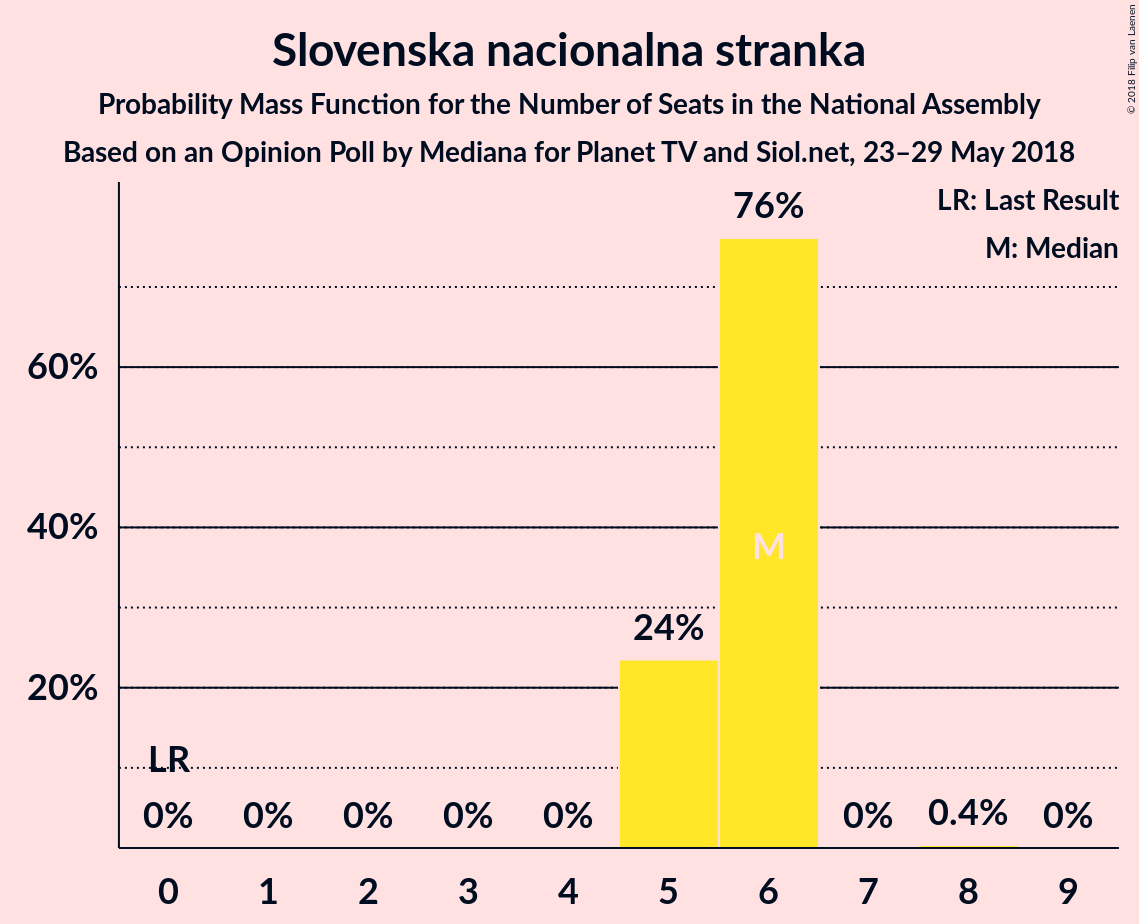 Slovenska nacionalna stranka
Probability Mass Function for the Number of Seats in the National Assembly
Based on an Opinion Poll by Mediana for Planet TV and Siol.net, 23–29 May 2018
© 2018 Filip van Laenen
LR: Last Result
M: Median
76%
60%
40%
M
24%
20%
LR
0% 0% 0% 0% 0% 0% 0.4% 0%
0 1 2 3 4 5 6 7 8 9